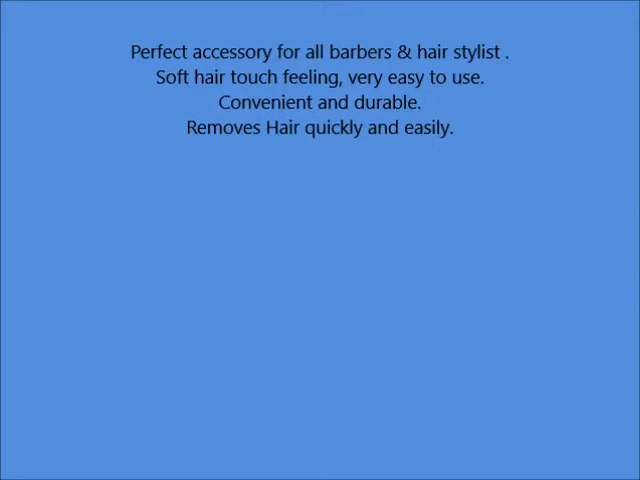 Perfect accessory for all barbers & hair stylist .
Soft hair touch feeling, very easy to use.
Convenient and durable.
Removes Hair quickly and easily.